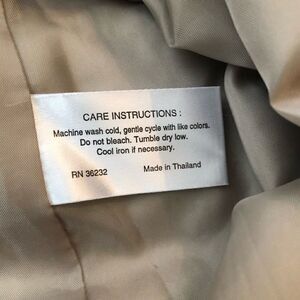 CARE INSTRUCTIONS :
Machine wash cold, gentle cycle with like colors.
Do not bleach. Tumble dry low.
Cool iron if necessary.
RN 36232 Made in Thailand